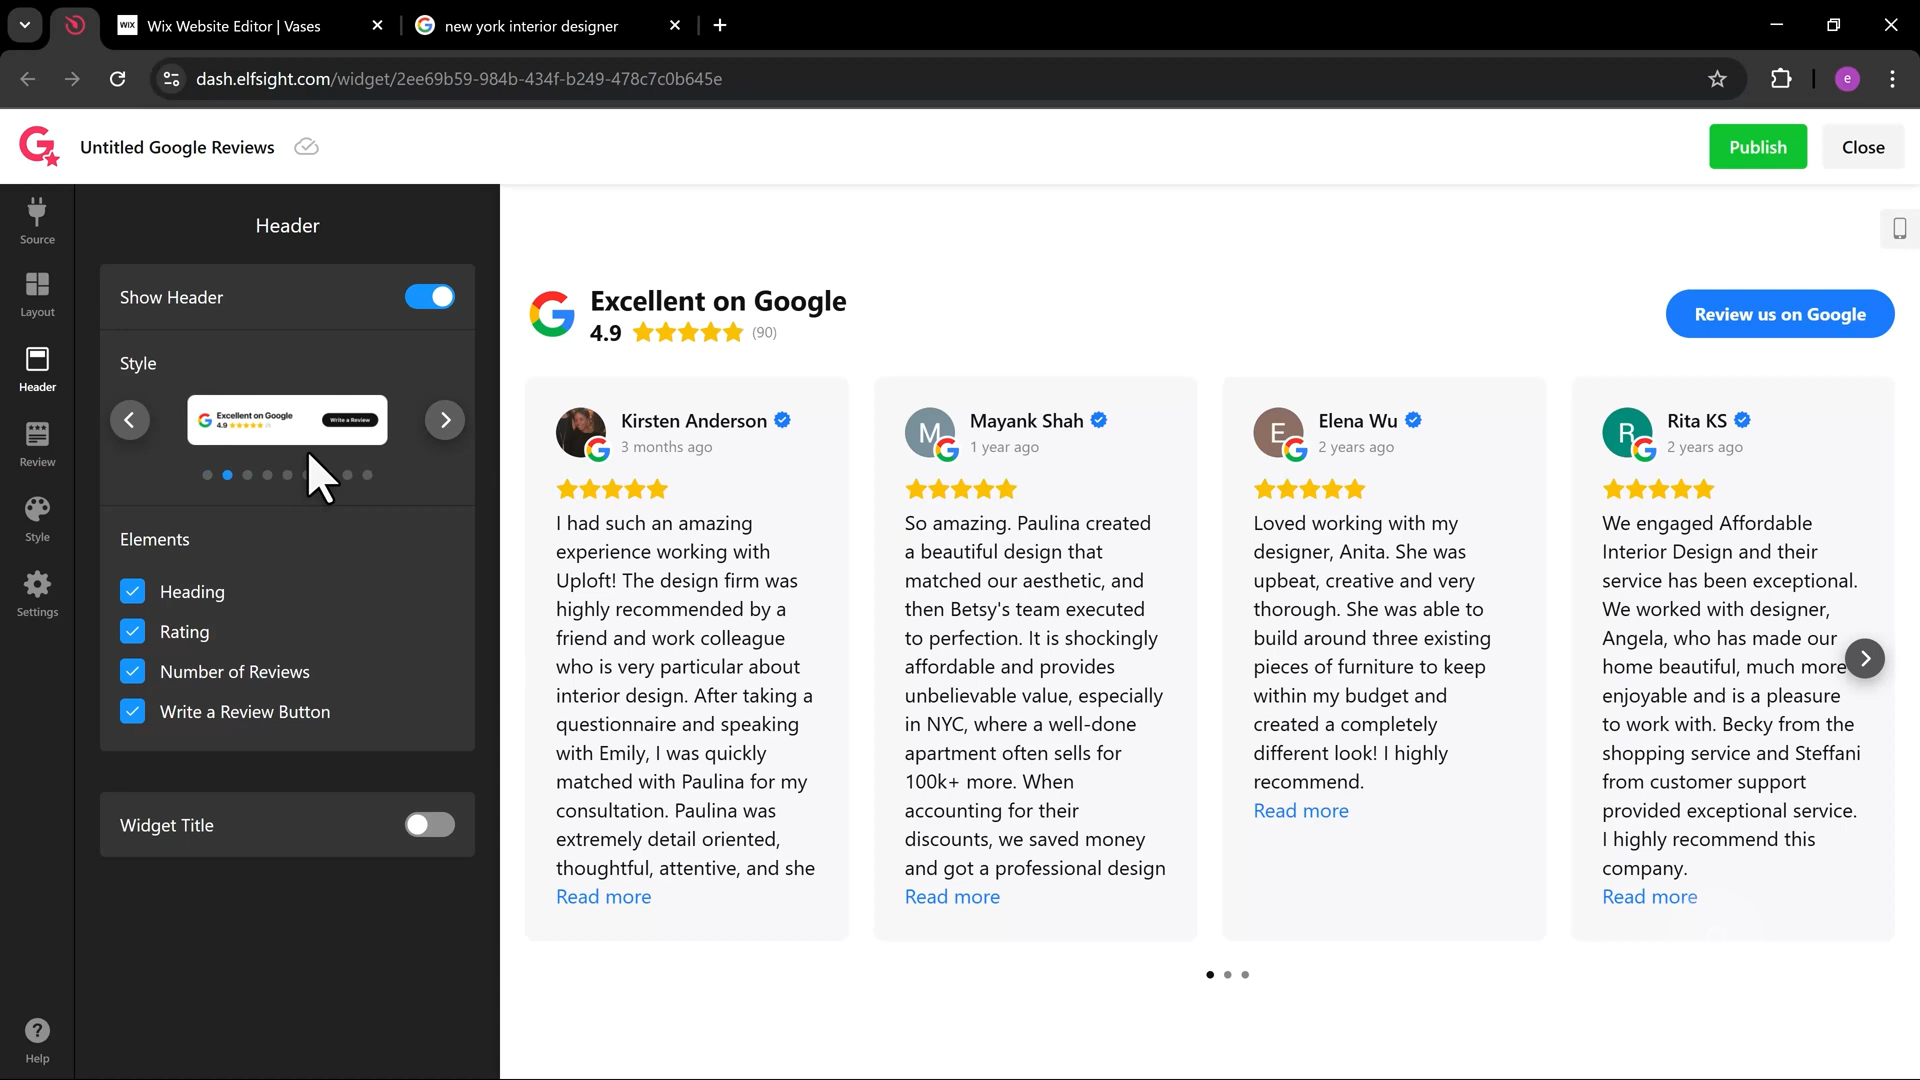 WIX Wix Website Editor | Vases
new york interior designer
dash.elfsight.com/widget/2ee69b59-984b-434f-b249-478c7c0b645e
e
Untitled Google Reviews
Publish
Close
Source
Layout
Header
Review
Style
Settings
Help
Header
Show Header
Style
Excellent on Google
4.9
Write a Review
Elements
Heading
Rating
Number of Reviews
Write a Review Button
Widget Title
Excellent on Google
4.9 (90)
Review us on Google
Kirsten Anderson
3 months ago
I had such an amazing
experience working with
Uploft! The design firm was
highly recommended by a
friend and work colleague
who is very particular about
interior design. After taking a
questionnaire and speaking
with Emily, I was quickly
matched with Paulina for my
consultation. Paulina was
extremely detail oriented,
thoughtful, attentive, and she
Read more
M
Mayank Shah
1 year ago
So amazing. Paulina created
a beautiful design that
matched our aesthetic, and
then Betsy's team executed
to perfection. It is shockingly
affordable and provides
unbelievable value, especially
in NYC, where a well-done
apartment often sells for
100k+ more. When
accounting for their
discounts, we saved money
and got a professional design
Read more
E
Elena Wu
2 years ago
Loved working with my
designer, Anita. She was
upbeat, creative and very
thorough. She was able to
build around three existing
pieces of furniture to keep
within my budget and
created a completely
different look! I highly
recommend.
Read more
R
Rita KS
2 years ago
We engaged Affordable
Interior Design and their
service has been exceptional.
We worked with designer,
Angela, who has made our
home beautiful, much more
enjoyable and is a pleasure
to work with. Becky from the
shopping service and Steffani
from customer support
provided exceptional service.
I highly recommend this
company.
Read more